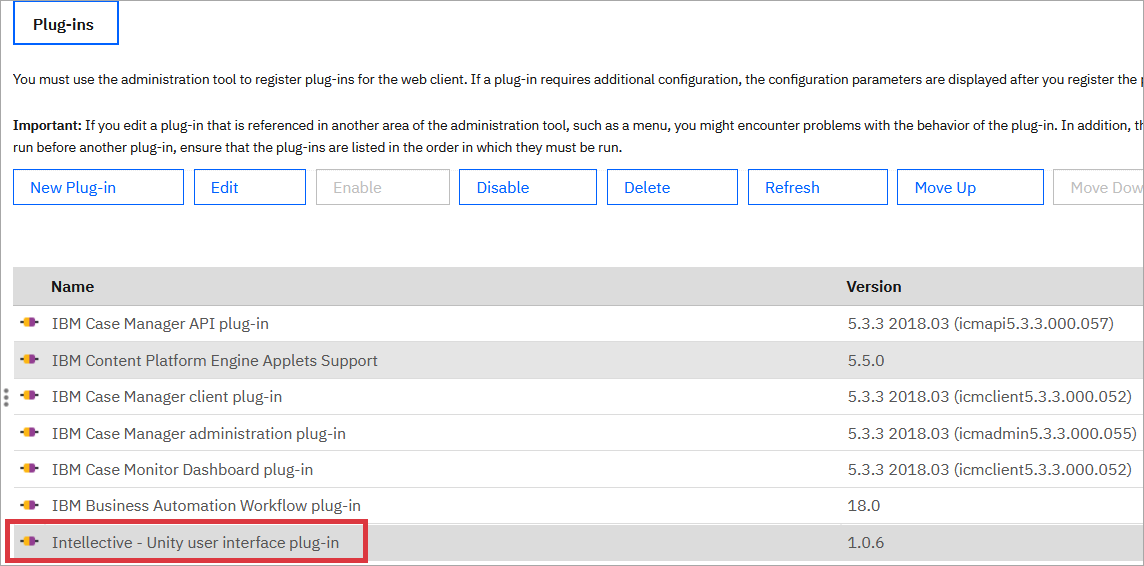 Plug-ins
You must use the administration tool to register plug-ins for the web client. If a plug-in requires additional configuration, the configuration parameters are displayed after you register the
Important: If you edit a plug-in that is referenced in another area of the administration tool, such as a menu, you might encounter problems with the behavior of the plug-in. In addition,
run before another plug-in, ensure that the plug-ins are listed in the order in which they must be run.
New Plug-in Edit Enable Disable Delete Refresh Move Up Move
Name Version
IBM Case Manager API plug-in 5.3.3 2018.03 (icmapi5.3.3.000.057)
IBM Content Platform Engine Applets Support 5.5.0
IBM Case Manager client plug-in 5.3.3 2018.03 (icmclient5.3.3.000.052)
IBM Case Manager administration plug-in 5.3.3 2018.03 (icmadmin5.3.3.000.055)
IBM Case Monitor Dashboard plug-in 5.3.3 2018.03 (icmclient5.3.3.000.052)
IBM Business Automation Workflow plug-in 18.0
Intellective - Unity user interface plug-in 1.0.6